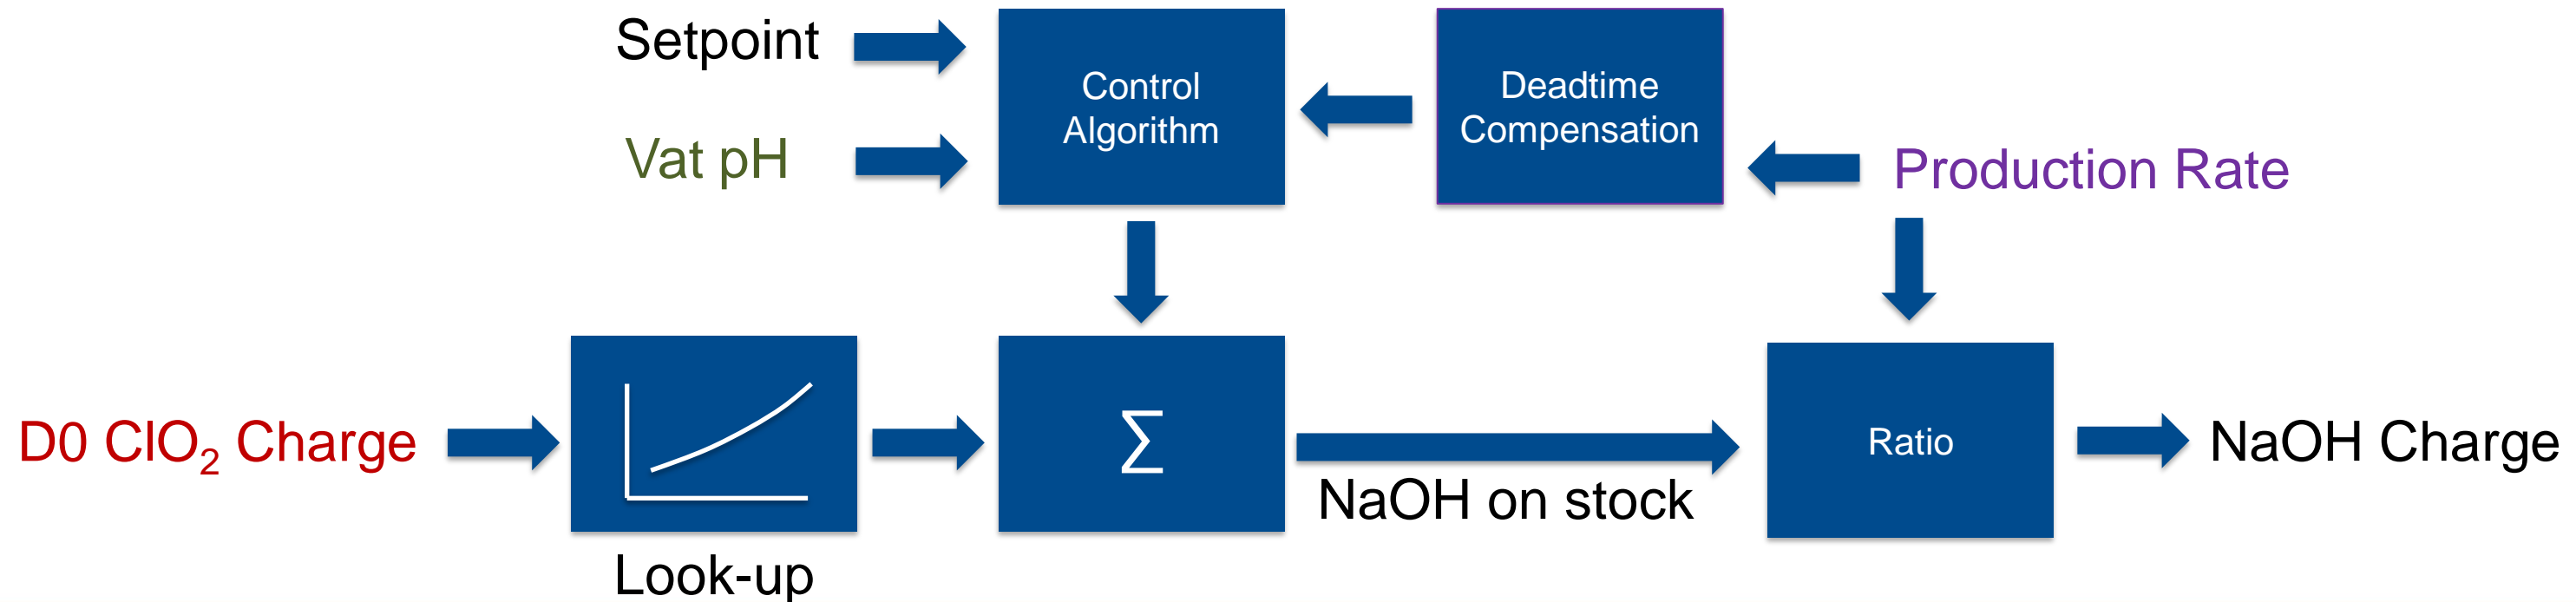 Setpoint
Vat pH
Control
Algorithm
Deadtime
Compensation
Production Rate
D0 ClO₂ Charge
Look-up
Σ
NaOH on stock
Ratio
NaOH Charge